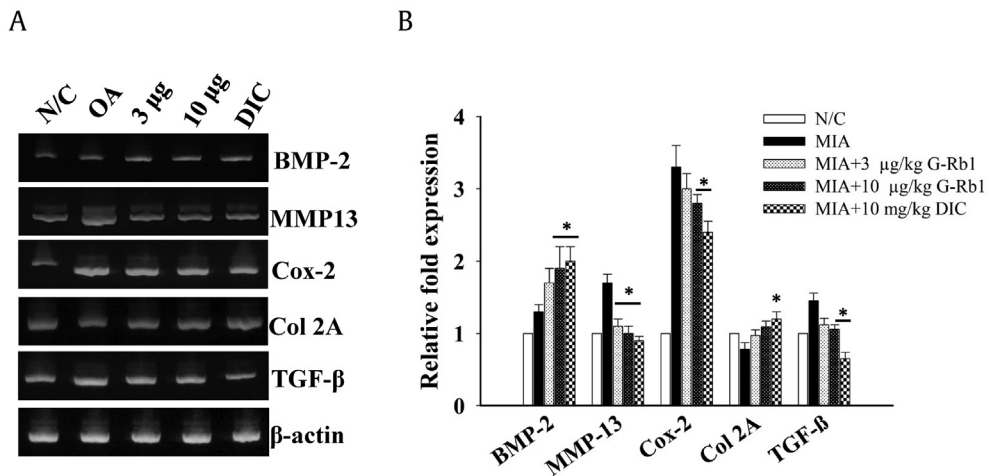 A
N/C OA 3 µg 10 µg DIC
BMP-2
MMP13
Cox-2
Col 2A
TGF-β
β-actin
B
Relative fold expression
4
3
2
1
0
N/C
MIA
MIA+3 µg/kg G-Rb1
MIA+10 µg/kg G-Rb1
MIA+10 mg/kg DIC
*
*
*
*
*
BMP-2 MMP-13 Cox-2 Col 2A TGF-ß